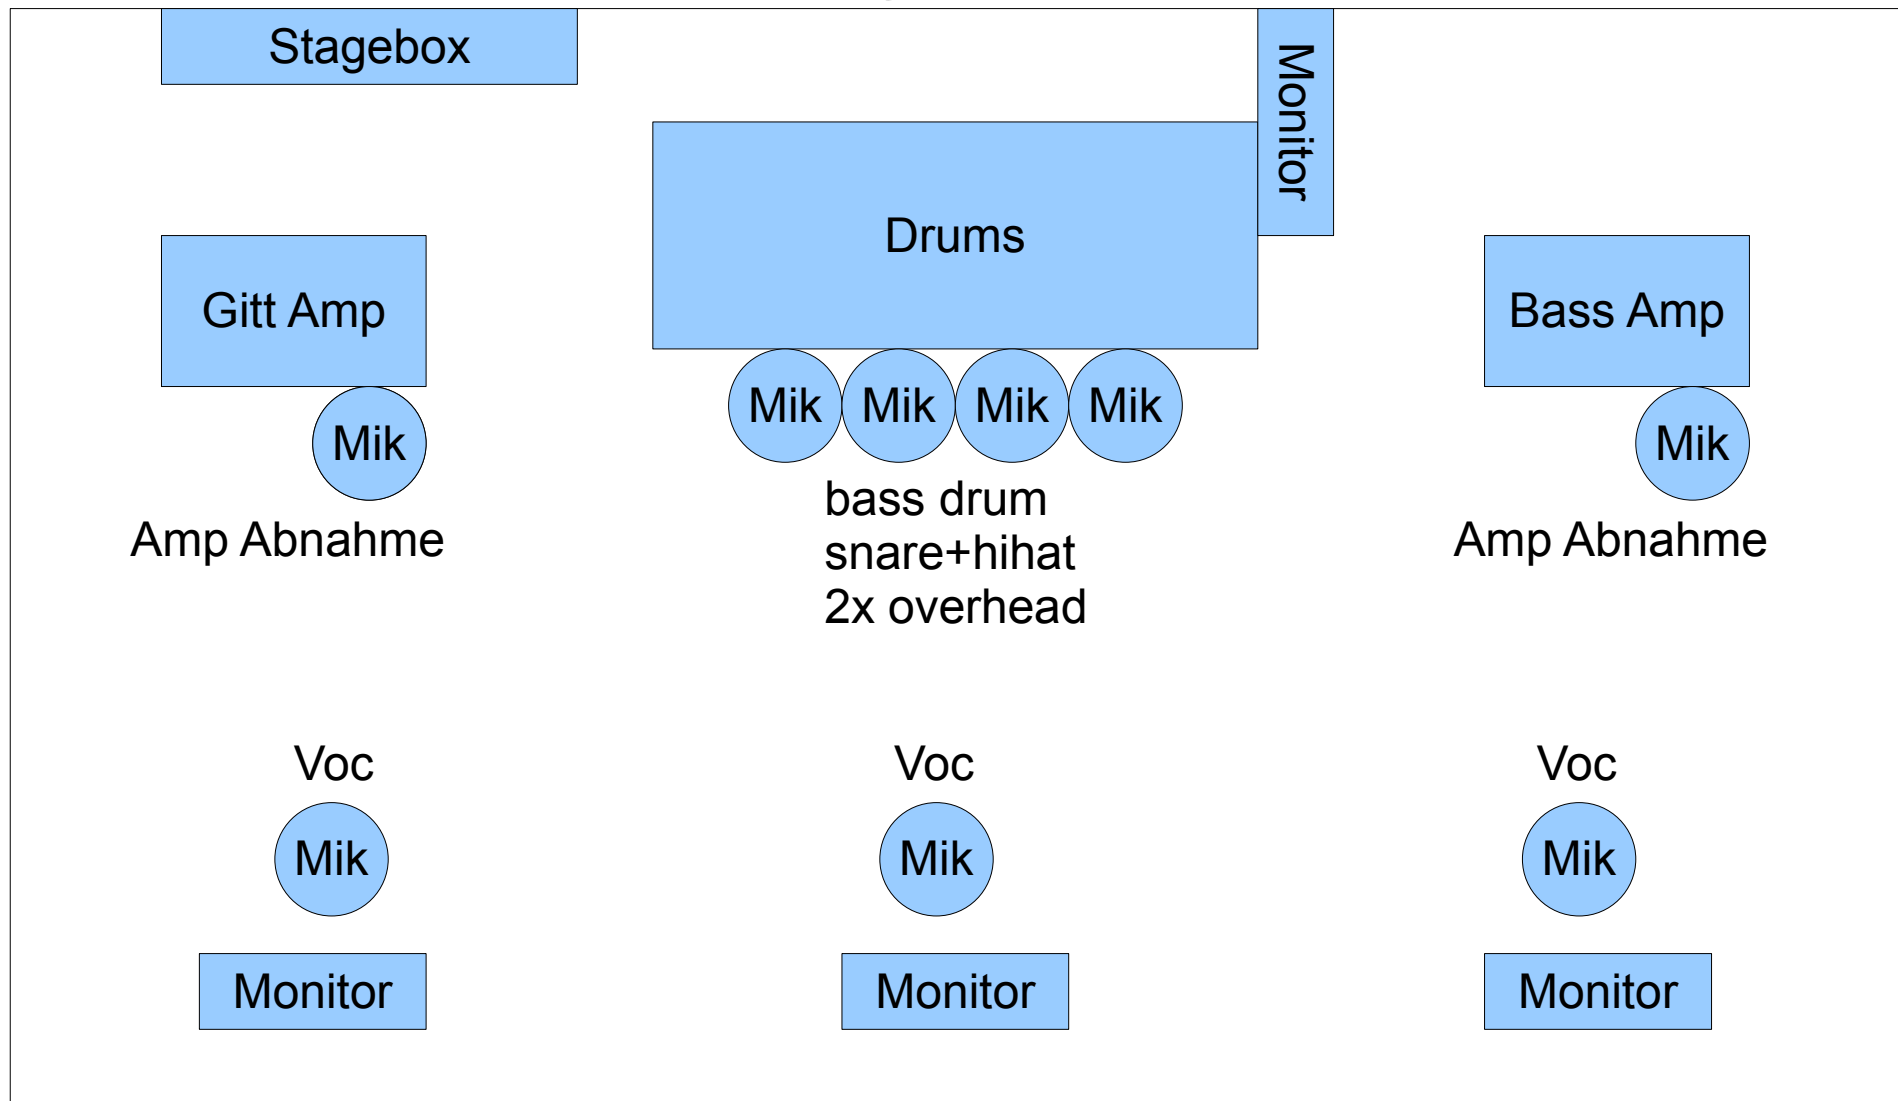 Stagebox
Monitor
Drums
Gitt Amp
Bass Amp
Mik
Mik
Mik
Mik
Mik
Mik
Amp Abnahme
bass drum
snare+hihat
2x overhead
Amp Abnahme
Voc
Voc
Voc
Mik
Mik
Mik
Monitor
Monitor
Monitor